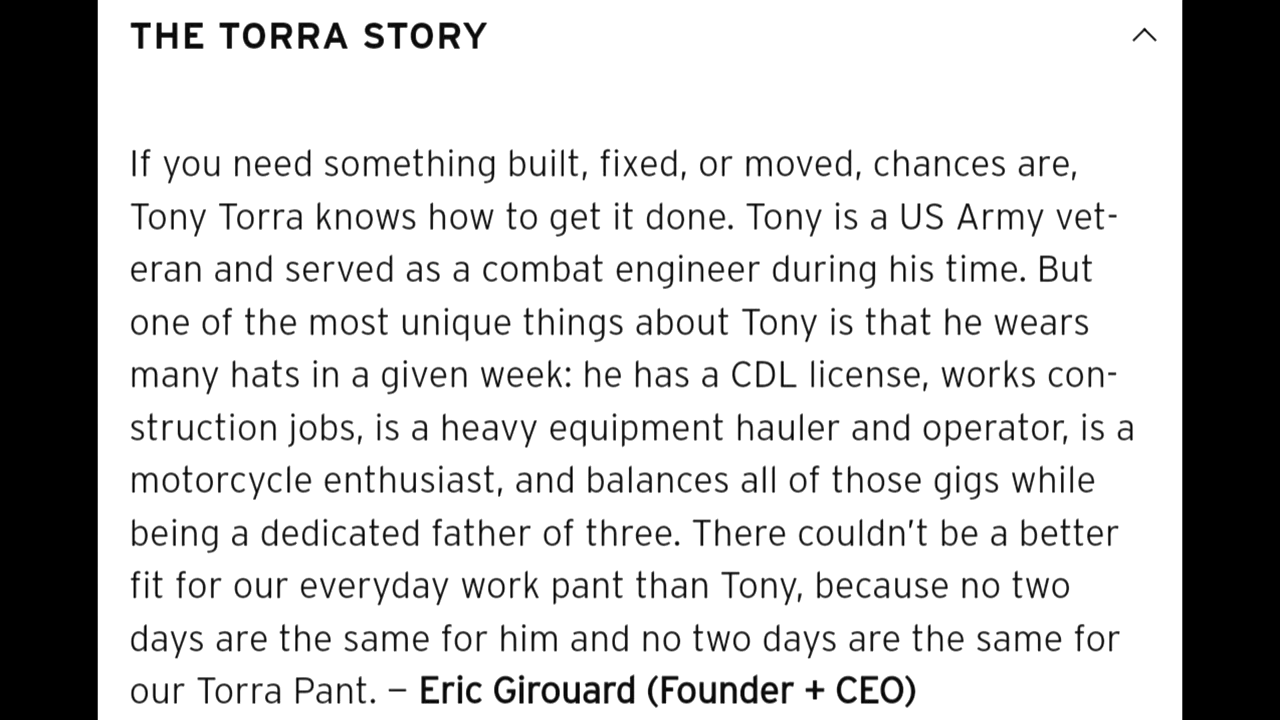 THE TORRA STORY
If you need something built, fixed, or moved, chances are,
Tony Torra knows how to get it done. Tony is a US Army vet-
eran and served as a combat engineer during his time. But
one of the most unique things about Tony is that he wears
many hats in a given week: he has a CDL license, works con-
struction jobs, is a heavy equipment hauler and operator, is a
motorcycle enthusiast, and balances all of those gigs while
being a dedicated father of three. There couldn't be a better
fit for our everyday work pant than Tony, because no two
days are the same for him and no two days are the same for
our Torra Pant. – Eric Girouard (Founder + CEO)